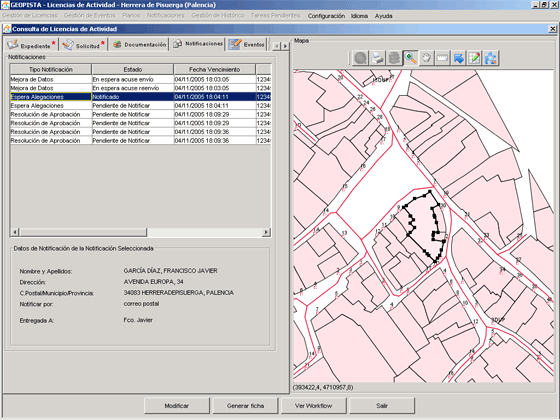 GEOPISTA - Licencias de Actividad - Herrera de Pisuerga (Palencia)
Gestión de Licencias Gestión de Eventos Planos Gestión de Histórico Tareas Pendientes Configuración Idioma Ayuda
Consulta de Licencias de Actividad
Expediente* Solicitud* Documentación Notificaciones Eventos
Mapa
Notificaciones
Tipo Notificación Estado Fecha Vencimiento
Mejora de Datos En espera acuse envío 04/11/2005 18:03:05 1234
Mejora de Datos En espera acuse reenvío 04/11/2005 18:03:05 1234
Espera Alegaciones Notificado 04/11/2005 18:04:11 1234
Espera Alegaciones Pendiente de Notificar 04/11/2005 18:04:11 1234
Resolución de Aprobación Pendiente de Notificar 04/11/2005 18:09:29 1234
Resolución de Aprobación Pendiente de Notificar 04/11/2005 18:09:29 1234
Resolución de Aprobación Pendiente de Notificar 04/11/2005 18:09:36 1234
Resolución de Aprobación Pendiente de Notificar 04/11/2005 18:09:36 1234
Datos de Notificación de la Notificación Seleccionada
Nombre y Apellidos: GARCÍA DÍAZ, FRANCISCO JAVIER
Dirección: AVENIDA EUROPA, 34
C.Postal/Municipio/Provincia: 34083 HERRERADEPISUERGA, PALENCIA
Notificar por: correo postal
Entregada A: Fco. Javier
(393422,4, 4710957,8)
Modificar Generar ficha Ver Workflow Salir